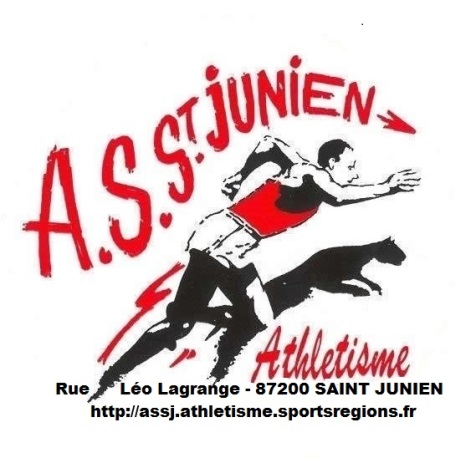 A.S.ST JUNIEN
Athletisme
Rue Léo Lagrange - 87200 SAINT JUNIEN
http://assj.athletisme.sportsregions.fr